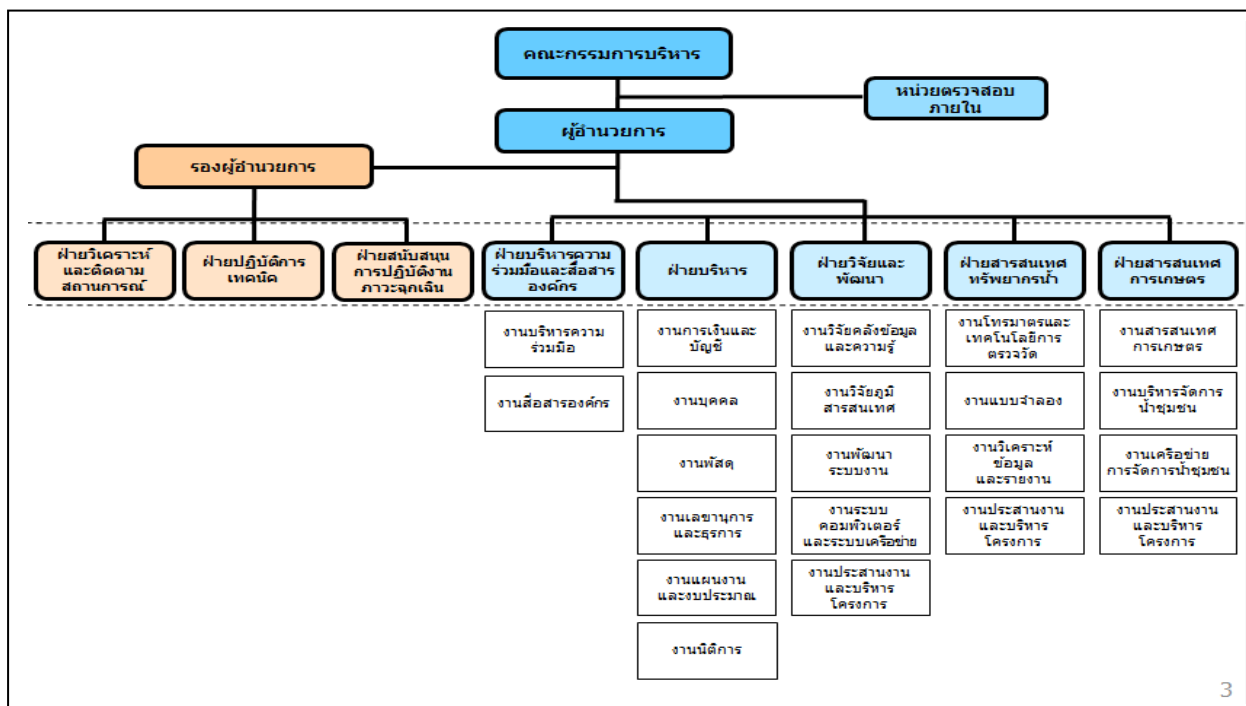 คณะกรรมการบริหาร
หน่วยตรวจสอบ
ภายใน
ผู้อำนวยการ
รองผู้อำนวยการ
ฝ่ายวิเคราะห์
และติดตาม
สถานการณ์
ฝ่ายปฏิบัติการ
เทคนิค
ฝ่ายสนับสนุน
การปฏิบัติงาน
ภาวะฉุกเฉิน
ฝ่ายบริหารความ
ร่วมมือและสื่อสาร
องค์กร
ฝ่ายบริหาร
ฝ่ายวิจัยและ
พัฒนา
ฝ่ายสารสนเทศ
ทรัพยากรน้ำ
ฝ่ายสารสนเทศ
การเกษตร
งานบริหารความ
ร่วมมือ
งานสื่อสารองค์กร
งานการเงินและ
บัญชี
งานบุคคล
งานพัสดุ
งานเลขานุการ
และธุรการ
งานแผนงาน
และงบประมาณ
งานนิติการ
งานวิจัยคลังข้อมูล
และความรู้
งานวิจัยภูมิ
สารสนเทศ
งานพัฒนา
ระบบงาน
งานระบบ
คอมพิวเตอร์
และระบบเครือข่าย
งานประสานงาน
และบริหาร
โครงการ
งานโทรมาตรและ
เทคโนโลยีการ
ตรวจวัด
งานแบบจำลอง
งานวิเคราะห์
ข้อมูล
และรายงาน
งานประสานงาน
และบริหาร
โครงการ
งานสารสนเทศ
การเกษตร
งานบริหารจัดการ
น้ำชุมชน
งานเครือข่าย
การจัดการน้ำชุมชน
งานประสานงาน
และบริหาร
โครงการ
3